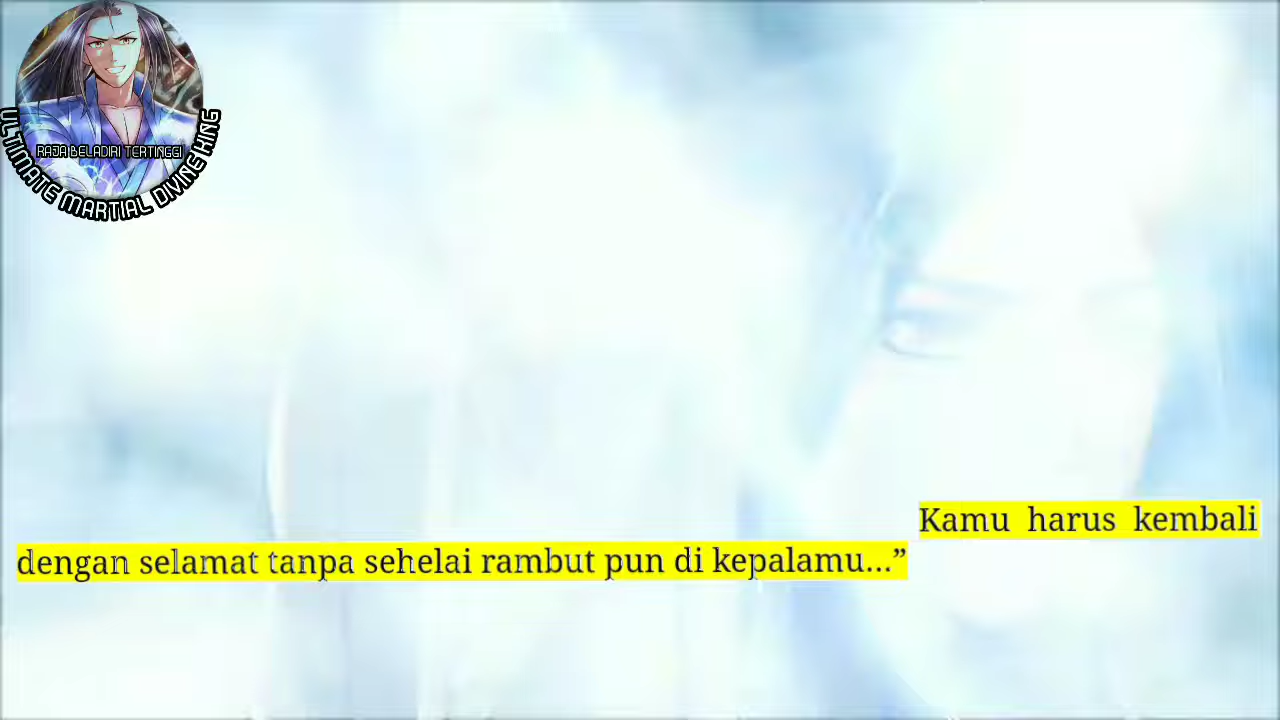 RAJA BELADIRI TERTINGGI
ULTIMATE MARTIAL DIVINE KING
Kamu harus kembali
dengan selamat tanpa sehelai rambut pun di kepalamu...”